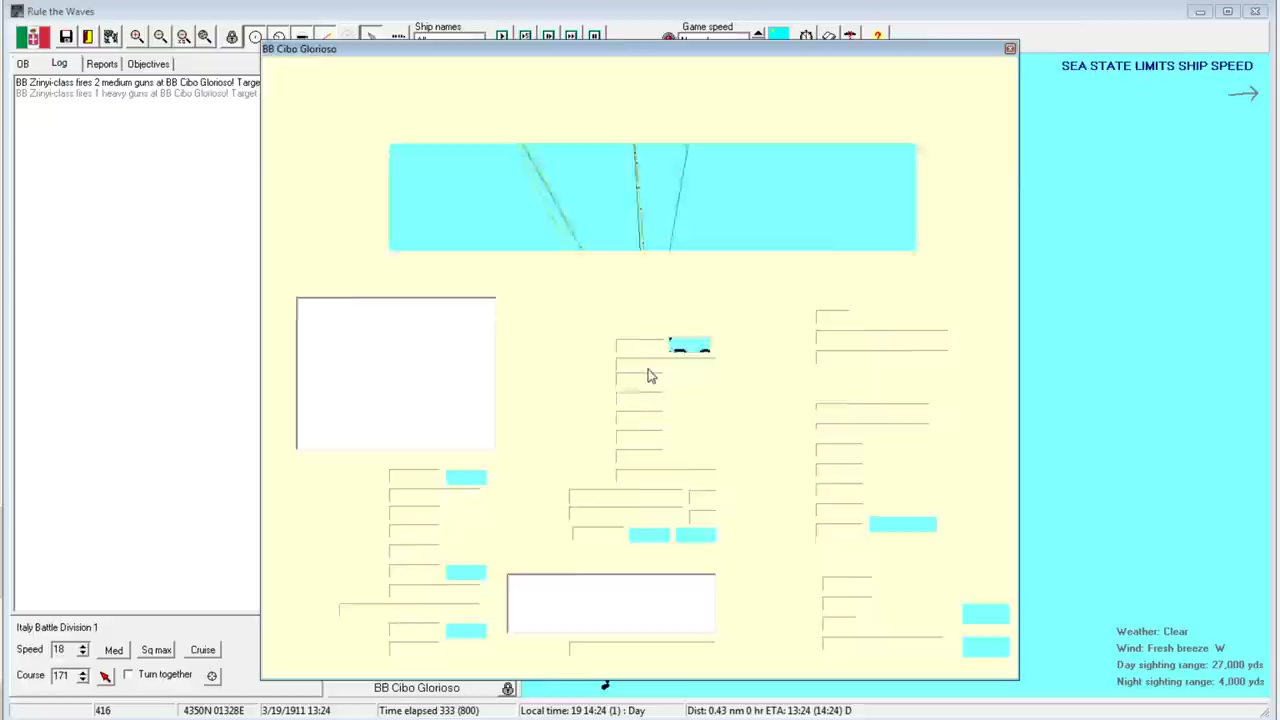 Rule the Waves
Ship names
Game speed
BB Cibo Glorioso
OB
Log
Reports
Objectives
BB Zrinyi-class fires 2 medium guns at BB Cibo Glorioso! Targe
BB Zrinyi-class fires 1 heavy guns at BB Cibo Glorioso! Target
SEA STATE LIMITS SHIP SPEED
Italy Battle Division 1
Speed 18 Med Sq max Cruise
Course 171 Turn together
BB Cibo Glorioso
Weather: Clear
Wind: Fresh breeze W
Day sighting range: 27,000 yds
Night sighting range: 4,000 yds
416 4350N 01328E 3/19/1911 13:24 Time elapsed 333 (800) Local time: 19 14:24 (1) : Day Dist: 0.43 nm 0 hr ETA: 13:24 (14:24) D